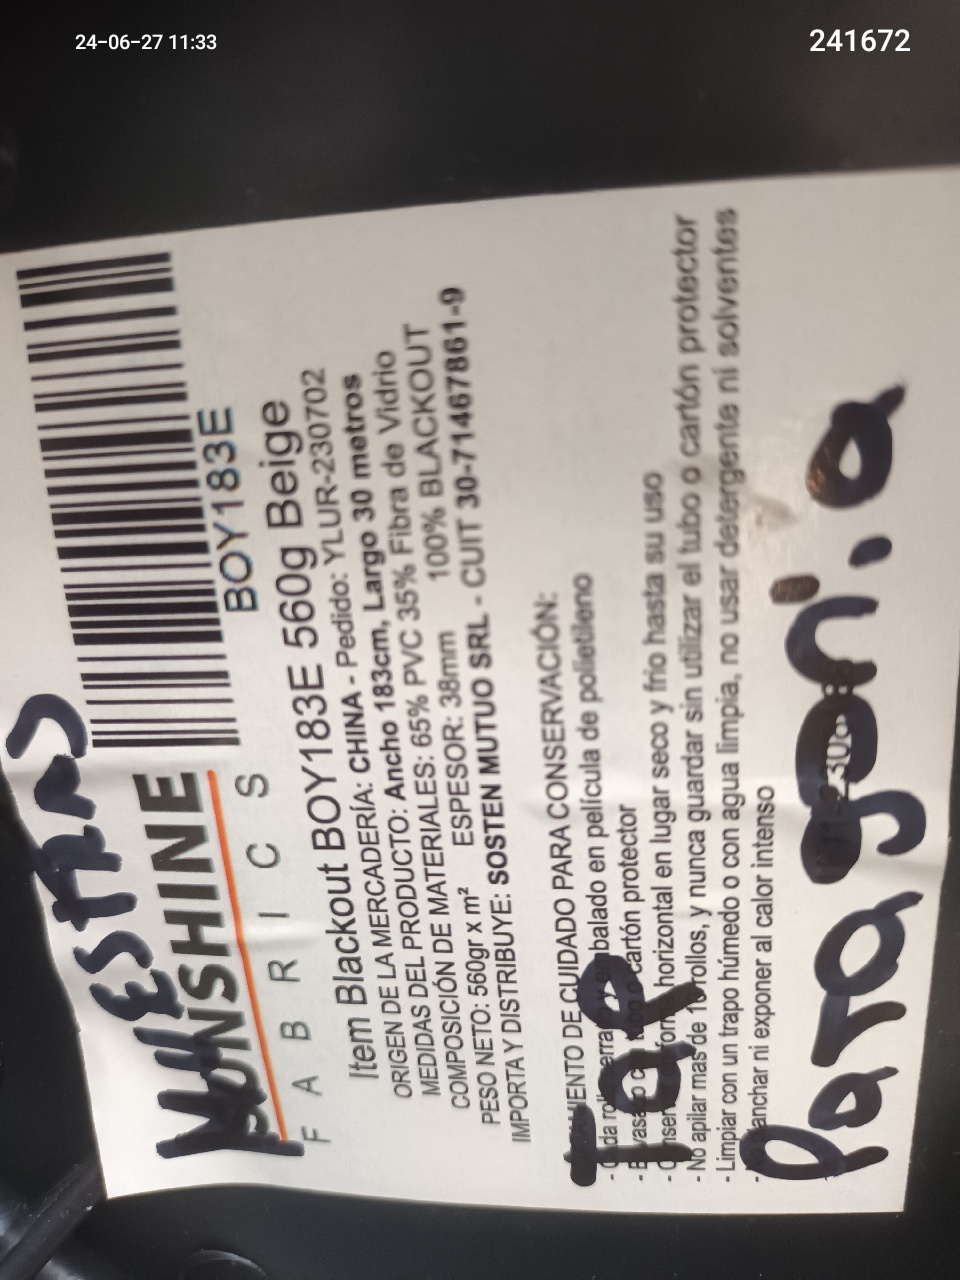 24-06-27 11:33
241672
SUNSHINE
F A B R I C S
BOY183E
Item Blackout BOY183E 560g Beige
ORIGEN DE LA MERCADERÍA: CHINA - Pedido: YLUR-230702
MEDIDAS DEL PRODUCTO: Ancho 183cm, Largo 30 metros
COMPOSICIÓN DE MATERIALES: 65% PVC 35% Fibra de Vidrio
PESO NETO: 560gr x m² ESPESOR: 38mm 100% BLACKOUT
IMPORTA Y DISTRIBUYE: SOSTEN MUTUO SRL - CUIT 30-71467861-9
DE CUIDADO PARA CONSERVACIÓN:
en película de polietileno
cartón protector
horizontal en lugar seco y frío hasta su uso
- No apilar mas de 10 rollos, y nunca guardar sin utilizar el tubo o cartón protector
- Limpiar con un trapo húmedo o con agua limpia, no usar detergente ni solventes
- ni exponer al calor intenso
Paragonia